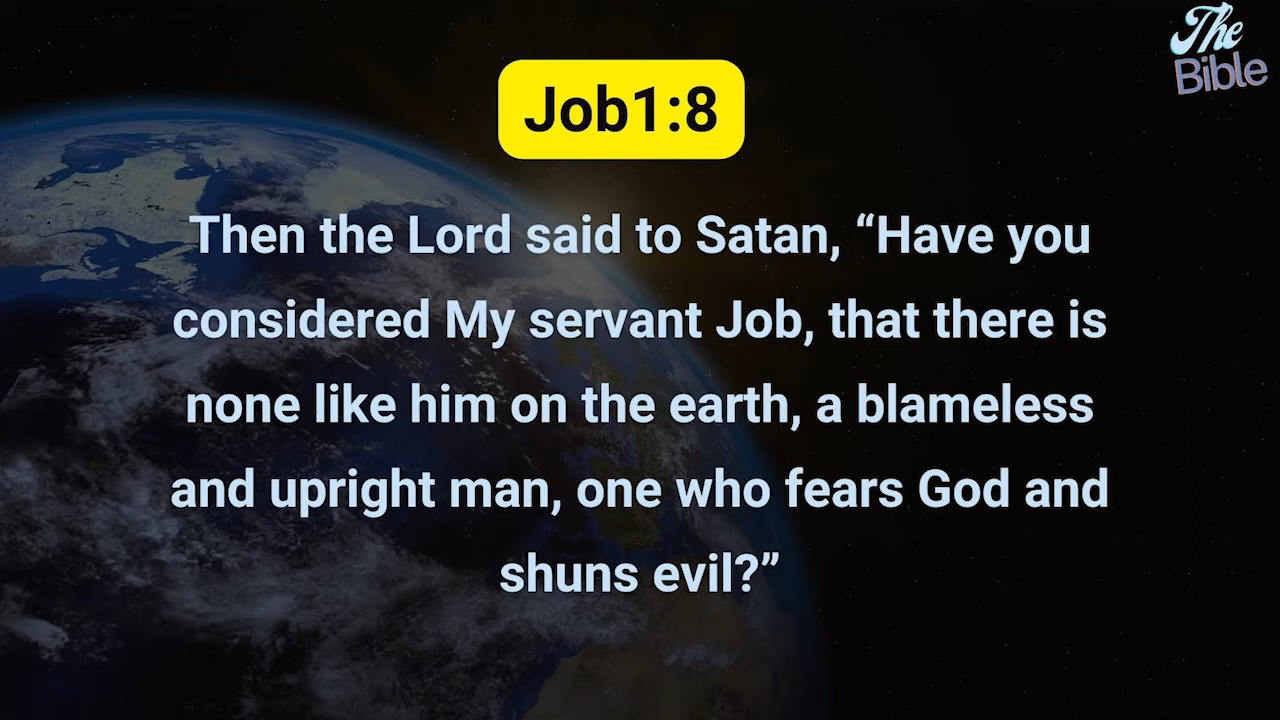 The
Bible
Job1:8
Then the Lord said to Satan, “Have you
considered My servant Job, that there is
none like him on the earth, a blameless
and upright man, one who fears God and
shuns evil?”